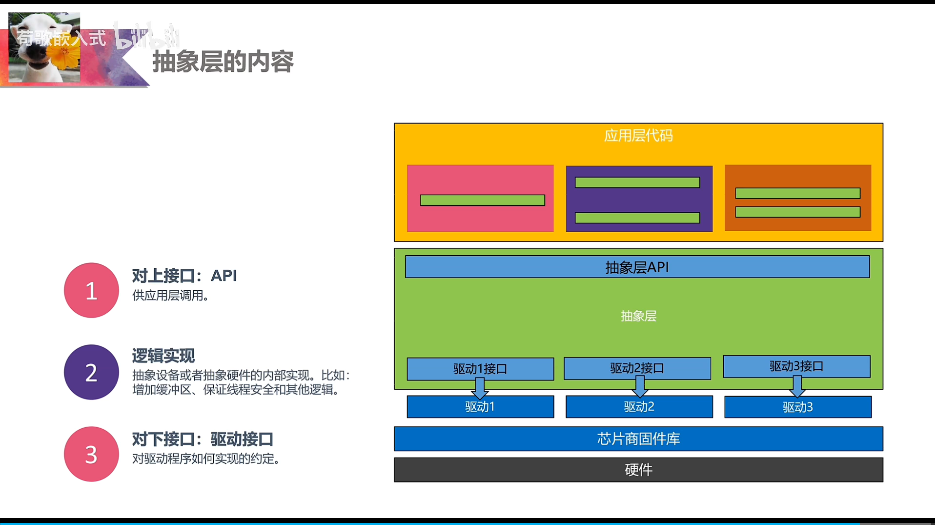 苟歌嵌入式 bilibili
抽象层的内容
1
对上接口：API
供应用层调用。
2
逻辑实现
抽象设备或者抽象硬件的内部实现。比如：
增加缓冲区、保证线程安全和其他逻辑。
3
对下接口：驱动接口
对驱动程序如何实现的约定。
应用层代码
抽象层API
抽象层
驱动1接口
驱动2接口
驱动3接口
驱动1
驱动2
驱动3
芯片商固件库
硬件